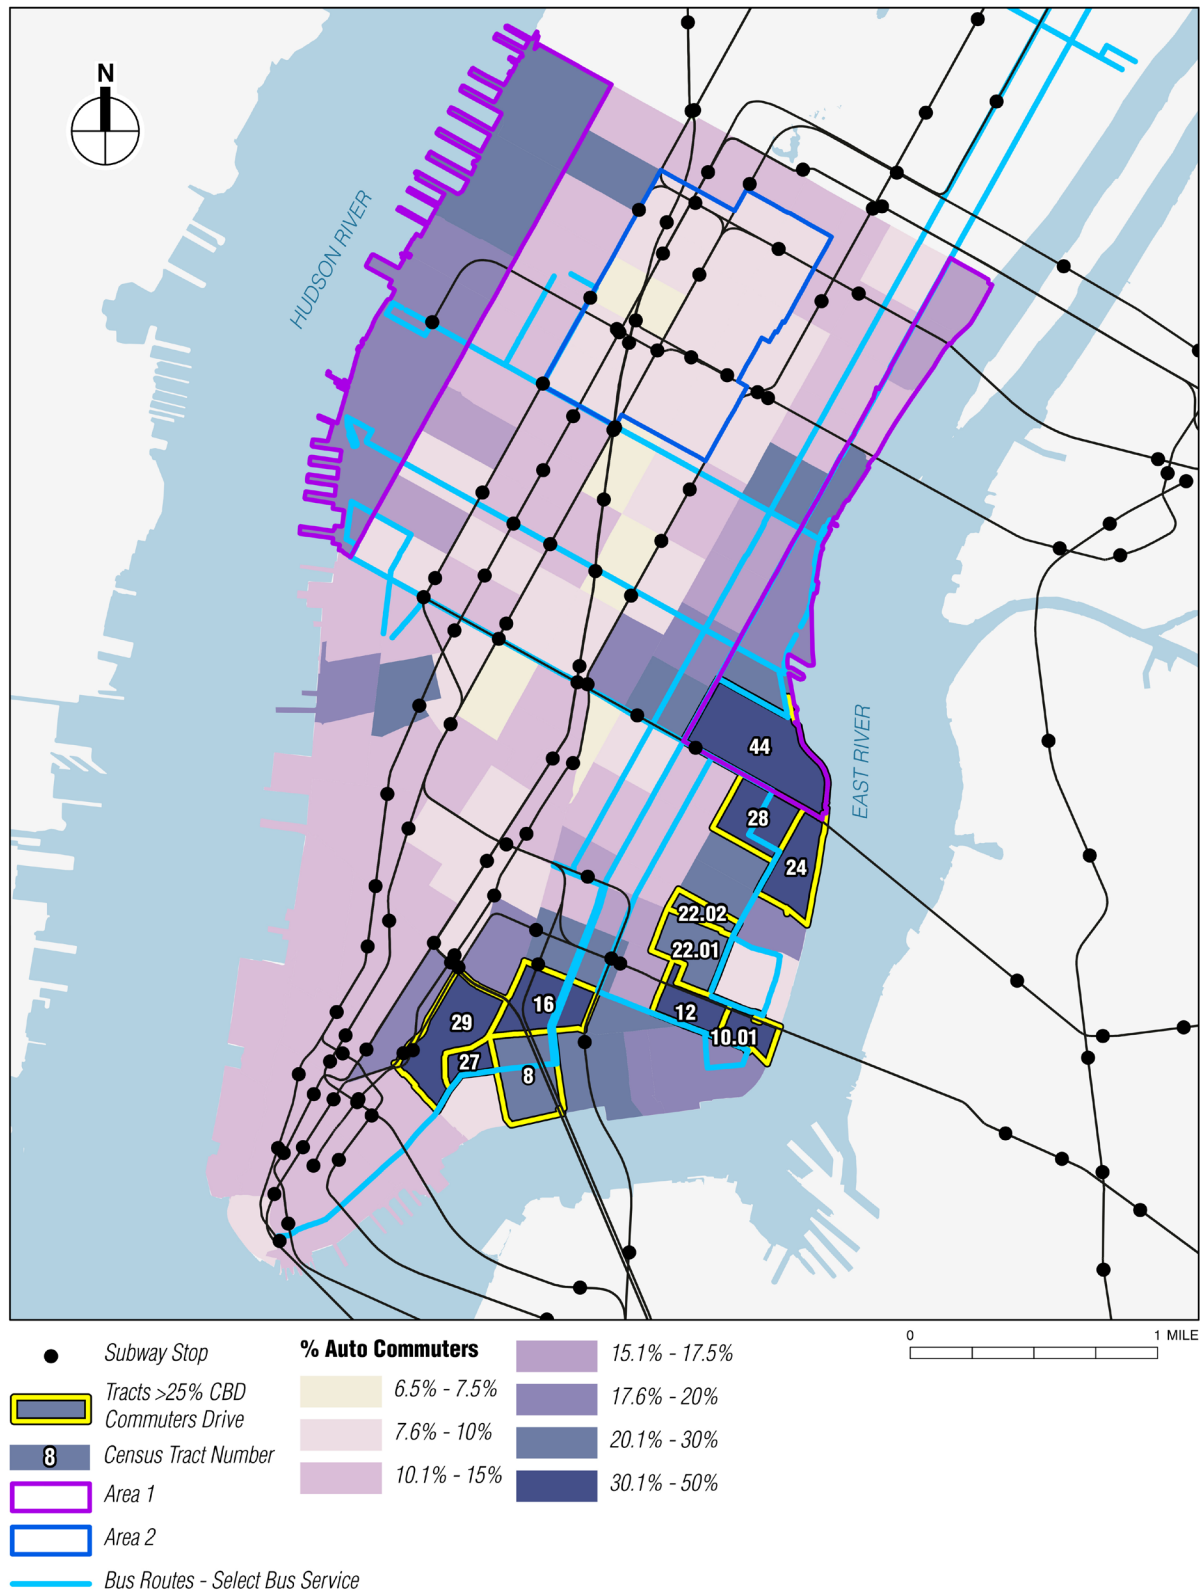 N
HUDSON RIVER
EAST RIVER
44
28
24
22.02
22.01
16
12
29
10.01
27
8
0 1 MILE
Subway Stop
Tracts >25% CBD
Commuters Drive
8 Census Tract Number
Area 1
Area 2
Bus Routes - Select Bus Service
% Auto Commuters
6.5% - 7.5%
7.6% - 10%
10.1% - 15%
15.1% - 17.5%
17.6% - 20%
20.1% - 30%
30.1% - 50%